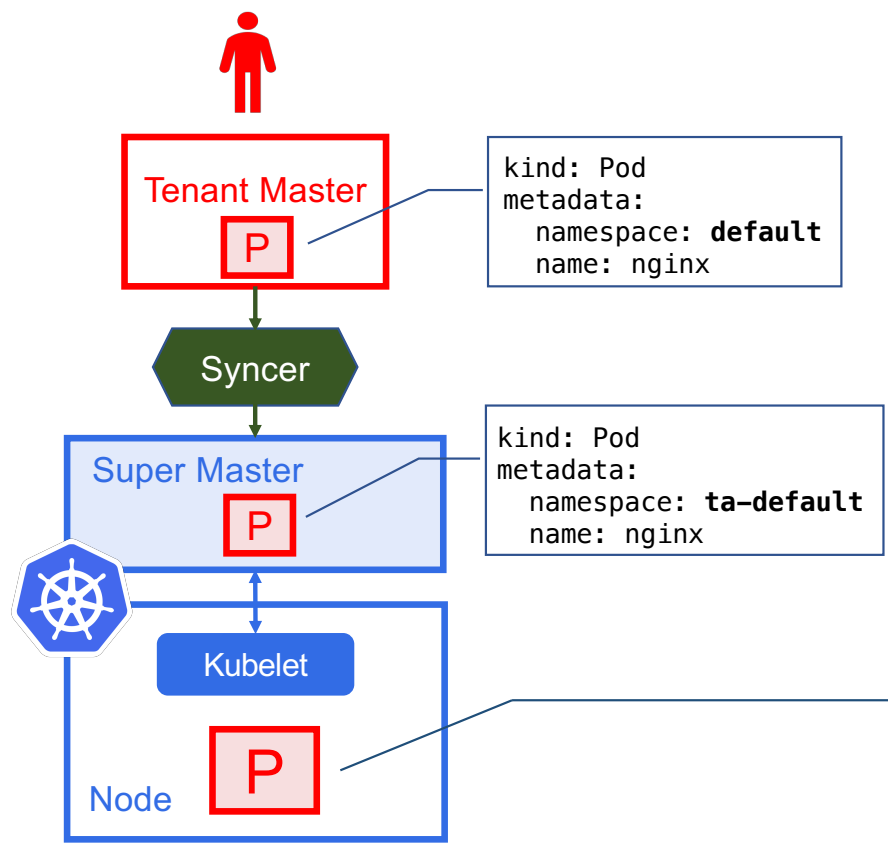 Tenant Master
P
kind: Pod
metadata:
  namespace: default
  name: nginx
Syncer
Super Master
P
kind: Pod
metadata:
  namespace: ta-default
  name: nginx
Kubelet
P
Node